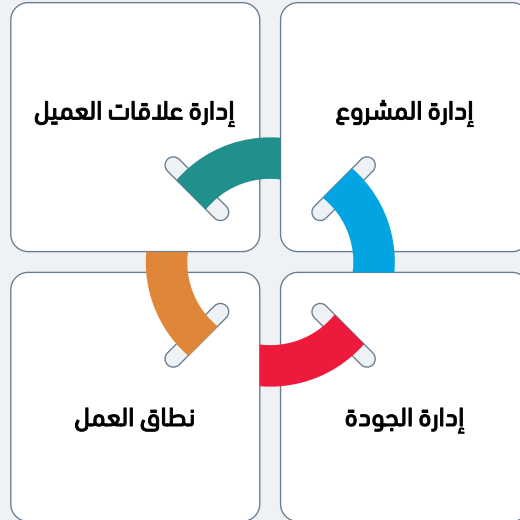 إدارة المشروع
إدارة علاقات العميل
إدارة الجودة
نطاق العمل